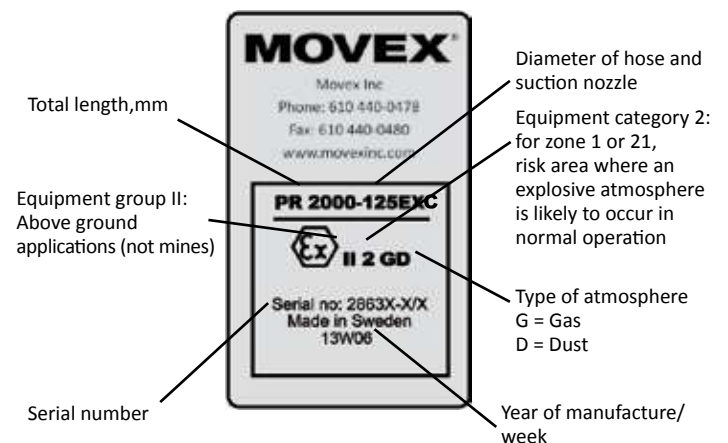 MOVEX®
Movex Inc
Phone: 610 440-0478
Fax: 610 440-0480
www.movexinc.com
PR 2000-125EXC
Ex II 2 GD
Serial no: 2863X-X/X
Made in Sweden
13W06
Total length,mm
Equipment group II:
Above ground
applications (not mines)
Serial number
Diameter of hose and
suction nozzle
Equipment category 2:
for zone 1 or 21,
risk area where an
explosive atmosphere
is likely to occur in
normal operation
Type of atmosphere
G = Gas
D = Dust
Year of manufacture/
week